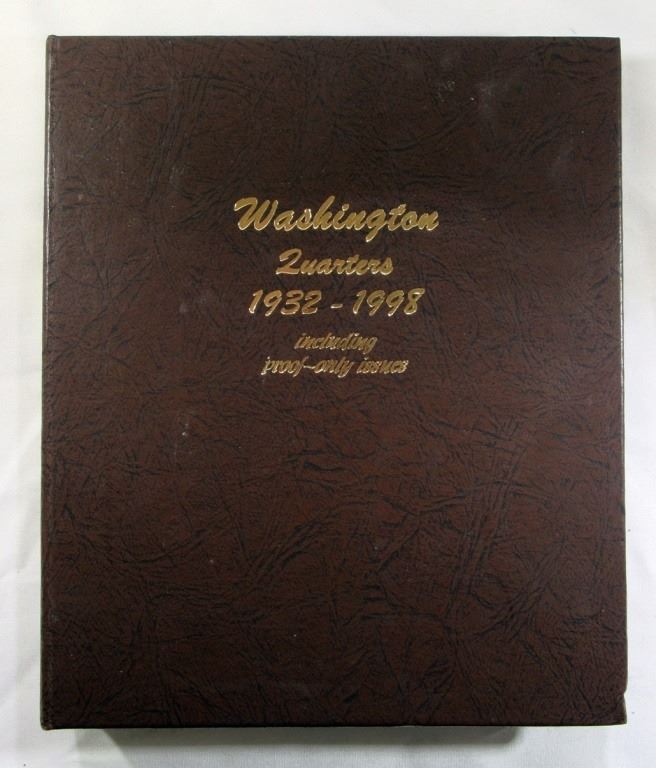 Washington
Quarters
1932 - 1998
including
proof-only issues